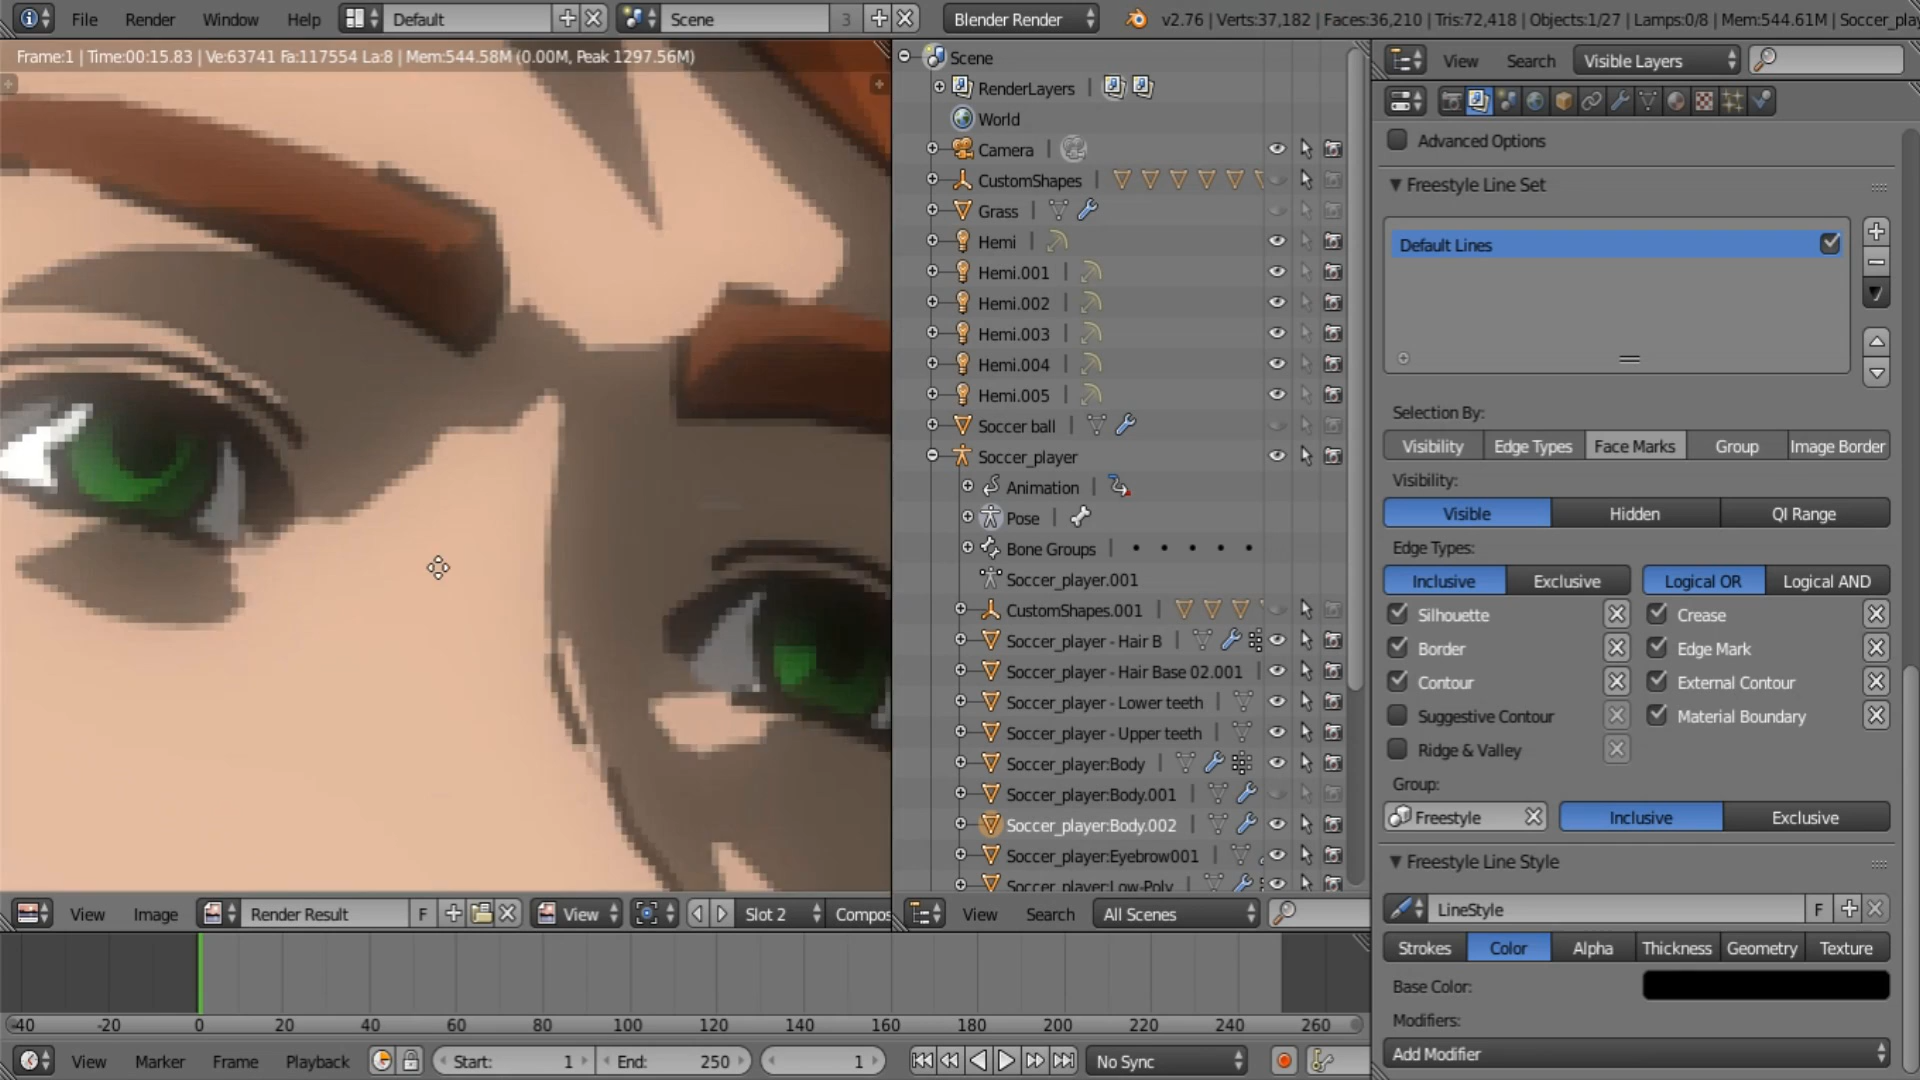 File Render Window Help Default Scene 3 Blender Render v2.76 | Verts:37,182 | Faces:36,210 | Tris:72,418 | Objects:1/27 | Lamps:0/8 | Mem:544.61M | Soccer_play
Frame:1 | Time:00:15.83 | Ve:63741 Fa:117554 La:8 | Mem:544.58M (0.00M, Peak 1297.56M)
Scene
RenderLayers
World
Camera
CustomShapes
Grass
Hemi
Hemi.001
Hemi.002
Hemi.003
Hemi.004
Hemi.005
Soccer ball
Soccer_player
Animation
Pose
Bone Groups
Soccer_player.001
CustomShapes.001
Soccer_player - Hair B
Soccer_player - Hair Base 02.001
Soccer_player - Lower teeth
Soccer_player - Upper teeth
Soccer_player:Body
Soccer_player:Body.001
Soccer_player:Body.002
Soccer_player:Eyebrow001
Soccer_player:Low-Poly
View Search Visible Layers
Advanced Options
Freestyle Line Set
Default Lines
Selection By:
Visibility Edge Types Face Marks Group Image Border
Visibility:
Visible Hidden QI Range
Edge Types:
Inclusive Exclusive Logical OR Logical AND
Silhouette Crease
Border Edge Mark
Contour External Contour
Suggestive Contour Material Boundary
Ridge & Valley
Group:
Freestyle Inclusive Exclusive
Freestyle Line Style
LineStyle F
Strokes Color Alpha Thickness Geometry Texture
Base Color:
Modifiers:
Add Modifier
View Image Render Result F View Slot 2 Compos
View Search All Scenes
-40 -20 0 20 40 60 80 100 120 140 160 180 200 220 240 260
View Marker Frame Playback Start: 1 End: 250 1 No Sync